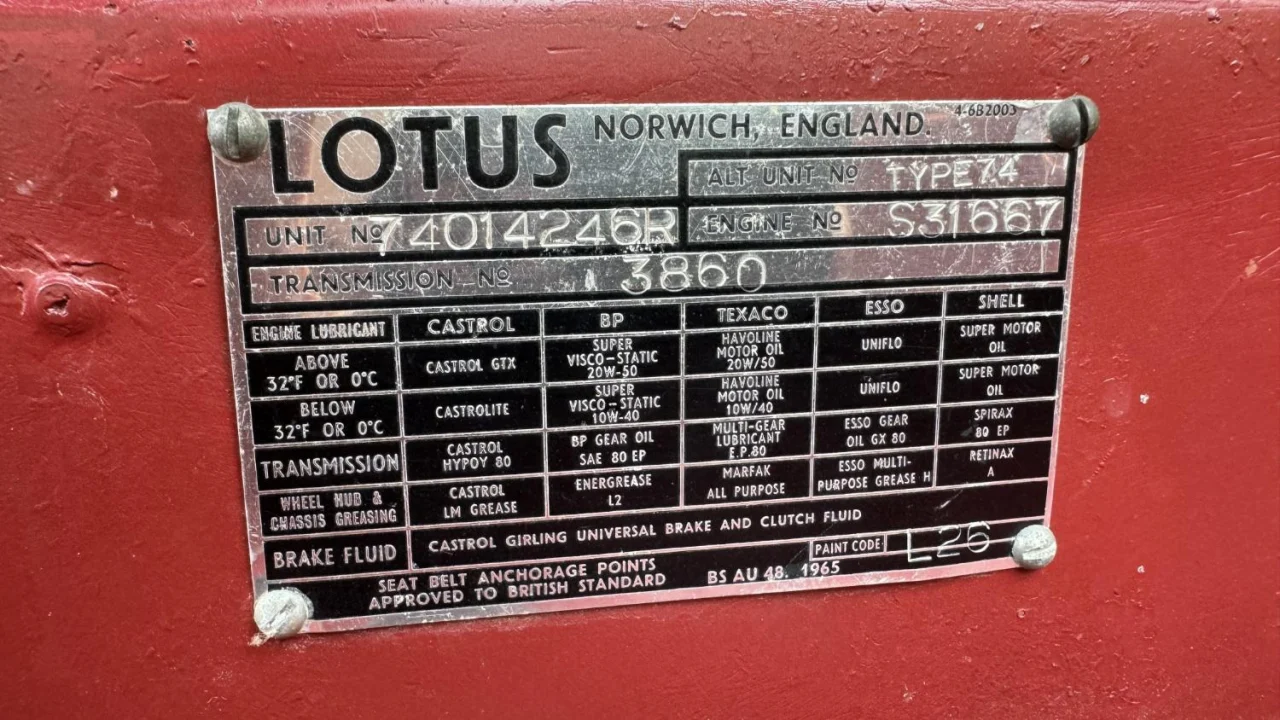 LOTUS NORWICH, ENGLAND. 4-6B2003
ALT UNIT Nº TYPE74
UNIT Nº 74014246R ENGINE Nº S31667
TRANSMISSION Nº 3860
ENGINE LUBRICANT CASTROL BP TEXACO ESSO SHELL
ABOVE 32°F OR 0°C CASTROL GTX SUPER VISCO-STATIC 20W-50 HAVOLINE MOTOR OIL 20W/50 UNIFLO SUPER MOTOR OIL
BELOW 32°F OR 0°C CASTROLITE SUPER VISCO-STATIC 10W-40 HAVOLINE MOTOR OIL 10W/40 UNIFLO SUPER MOTOR OIL
TRANSMISSION CASTROL HYPOY 80 BP GEAR OIL SAE 80 EP MULTI-GEAR LUBRICANT E.P. 80 ESSO GEAR OIL GX 80 SPIRAX 80 EP
WHEEL HUB & CHASSIS GREASING CASTROL LM GREASE ENERGREASE L2 MARFAK ALL PURPOSE ESSO MULTI-PURPOSE GREASE H RETINAX A
BRAKE FLUID CASTROL GIRLING UNIVERSAL BRAKE AND CLUTCH FLUID
PAINT CODE L26
SEAT BELT ANCHORAGE POINTS
APPROVED TO BRITISH STANDARD BS AU 48. 1965